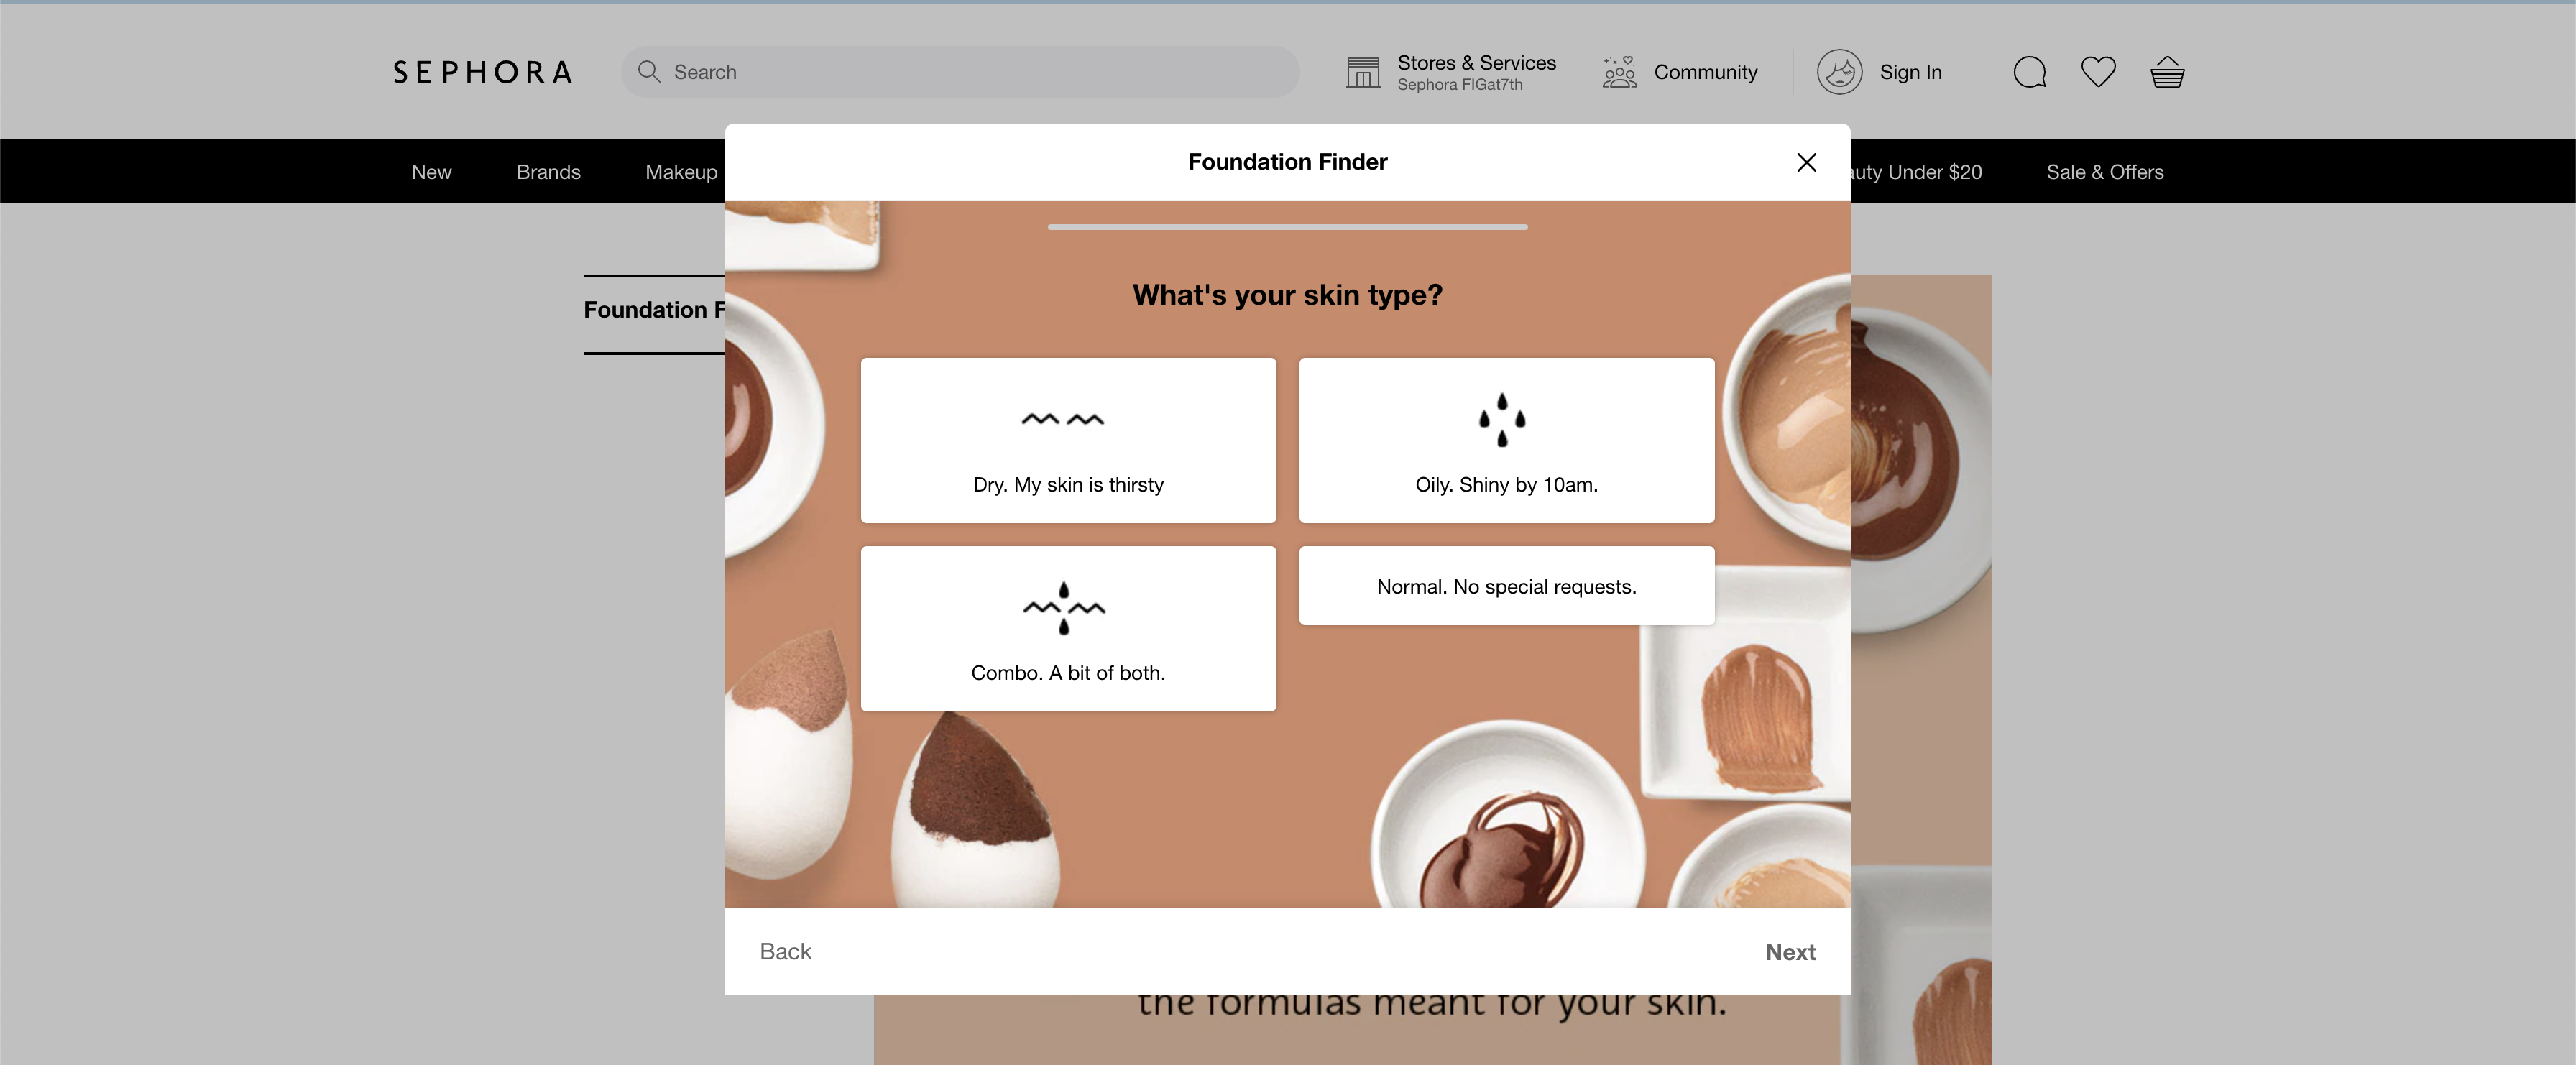 SEPHORA
Search
Stores & Services
Sephora FIGat7th
Community
Sign In
New
Brands
Makeup
Foundation Finder
auty Under $20
Sale & Offers
Foundation F
What's your skin type?
Dry. My skin is thirsty
Oily. Shiny by 10am.
Combo. A bit of both.
Normal. No special requests.
Back
Next
the formulas meant for your skin.